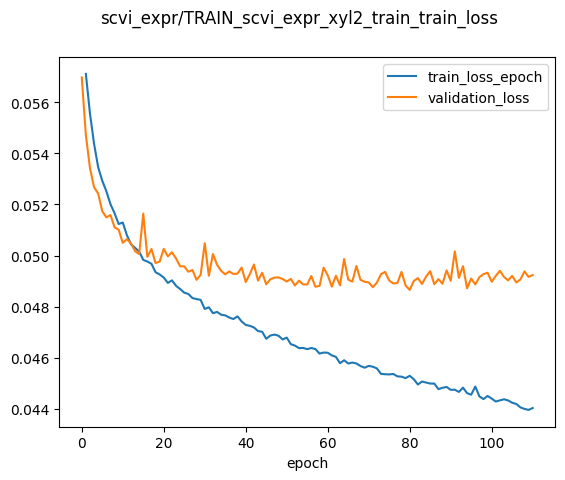 scvi_expr/TRAIN_scvi_expr_xyl2_train_train_loss
train_loss_epoch
validation_loss
0.056
0.054
0.052
0.050
0.048
0.046
0.044
0 20 40 60 80 100
epoch